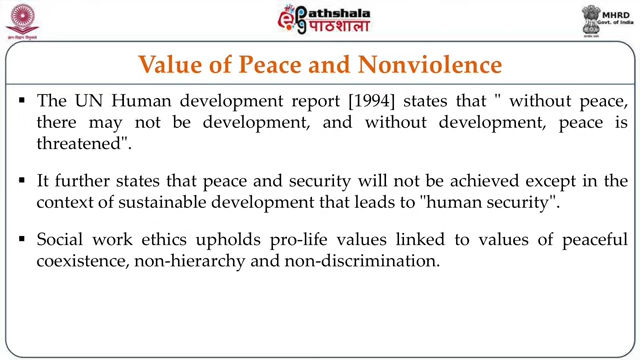 Pathshala
पाठशाला
MHRD
Govt. of India
Value of Peace and Nonviolence
▪ The UN Human development report [1994] states that " without peace,
there may not be development, and without development, peace is
threatened".
▪ It further states that peace and security will not be achieved except in the
context of sustainable development that leads to "human security".
▪ Social work ethics upholds pro-life values linked to values of peaceful
coexistence, non-hierarchy and non-discrimination.